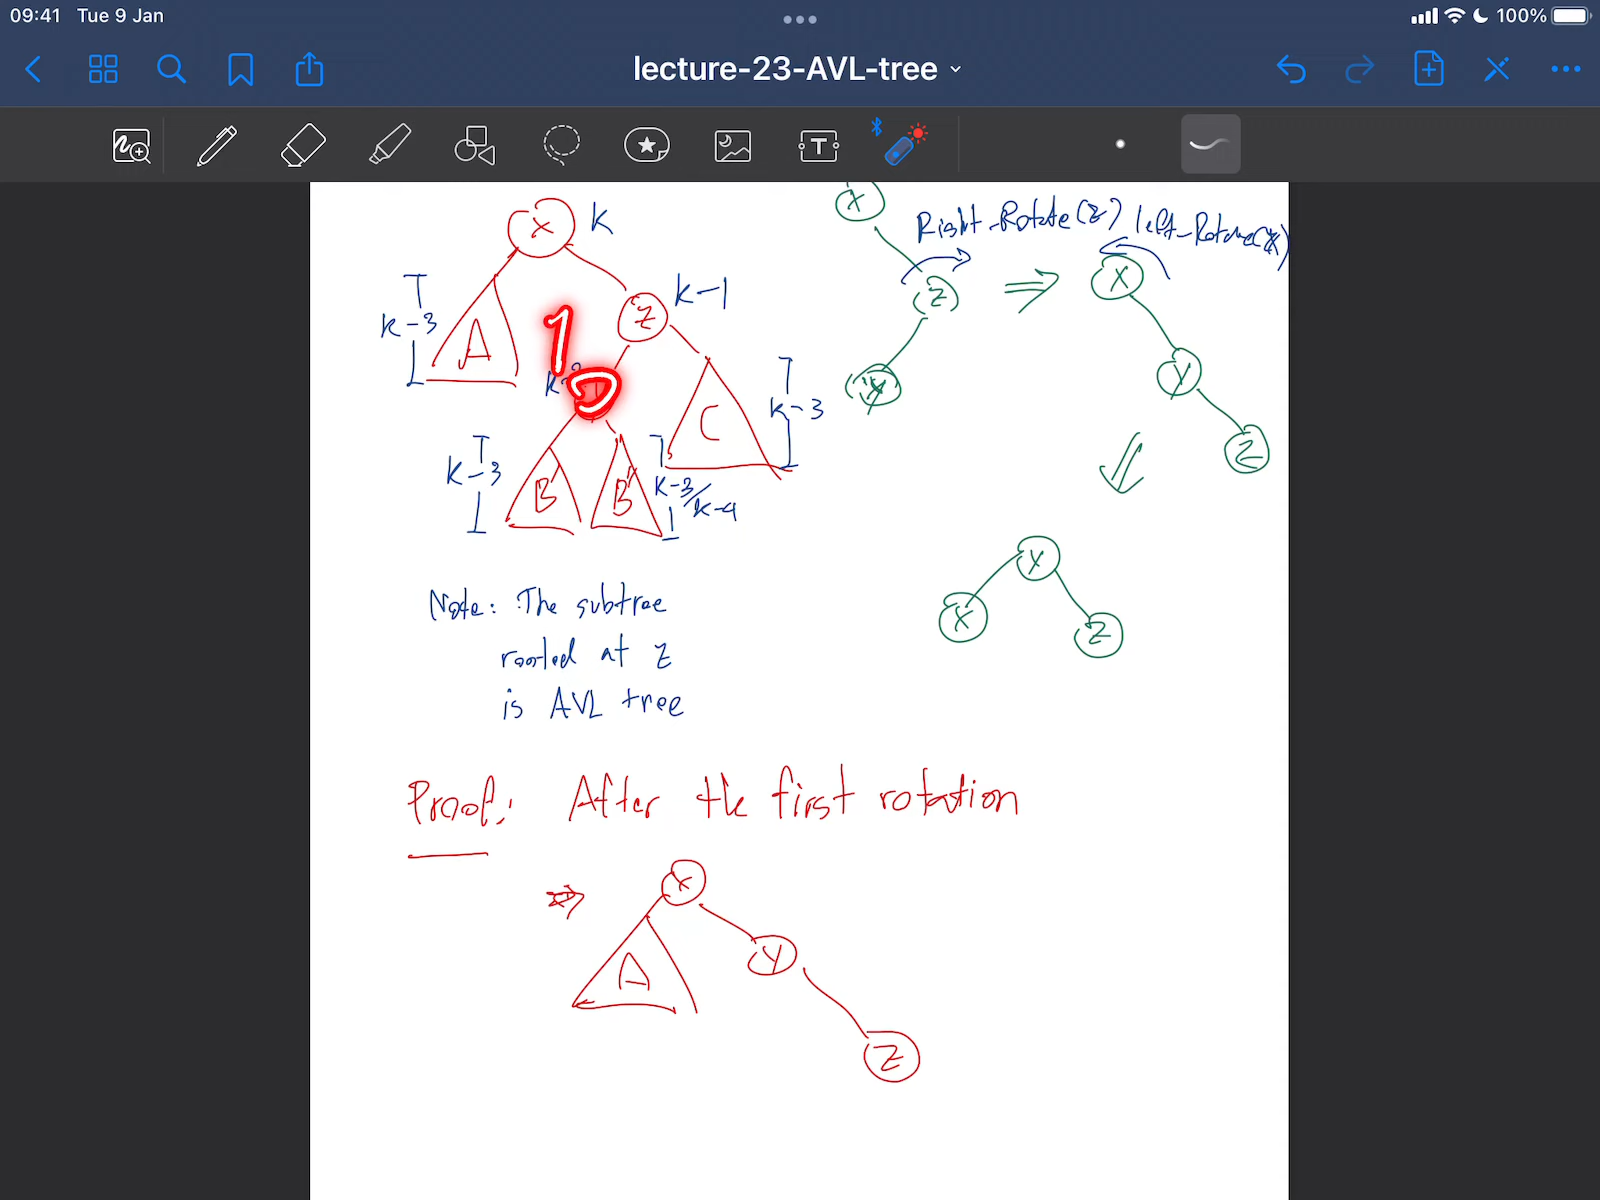 09:41 Tue 9 Jan
100%
lecture-23-AVL-tree
T
X
k
X
Right-Rotate(z)
left-Rotate(x)
k-3
A
Z
k-1
Z
X
Y
Z
C
k-3
Y
k-3
B
B'
k-3/k-4
Y
X
Z
Note: The subtree
rooted at z
is AVL tree
Proof: After the first rotation
X
A
Y
Z